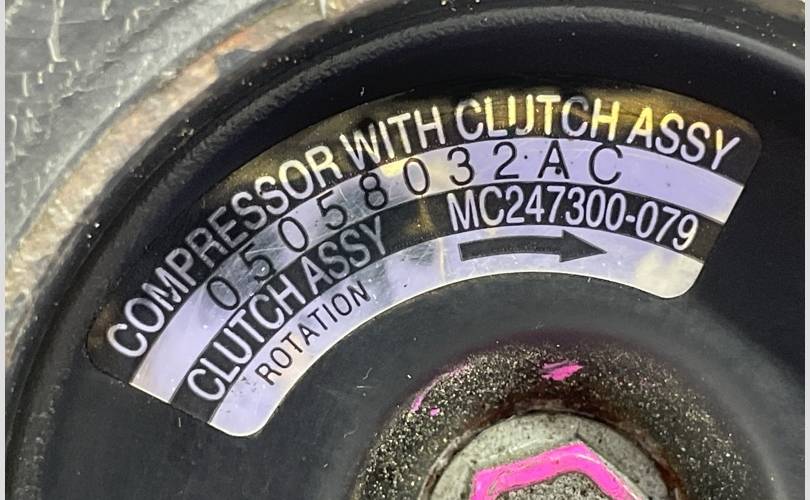 COMPRESSOR WITH CLUTCH ASSY
05058032AC
CLUTCH ASSY MC247300-079
ROTATION